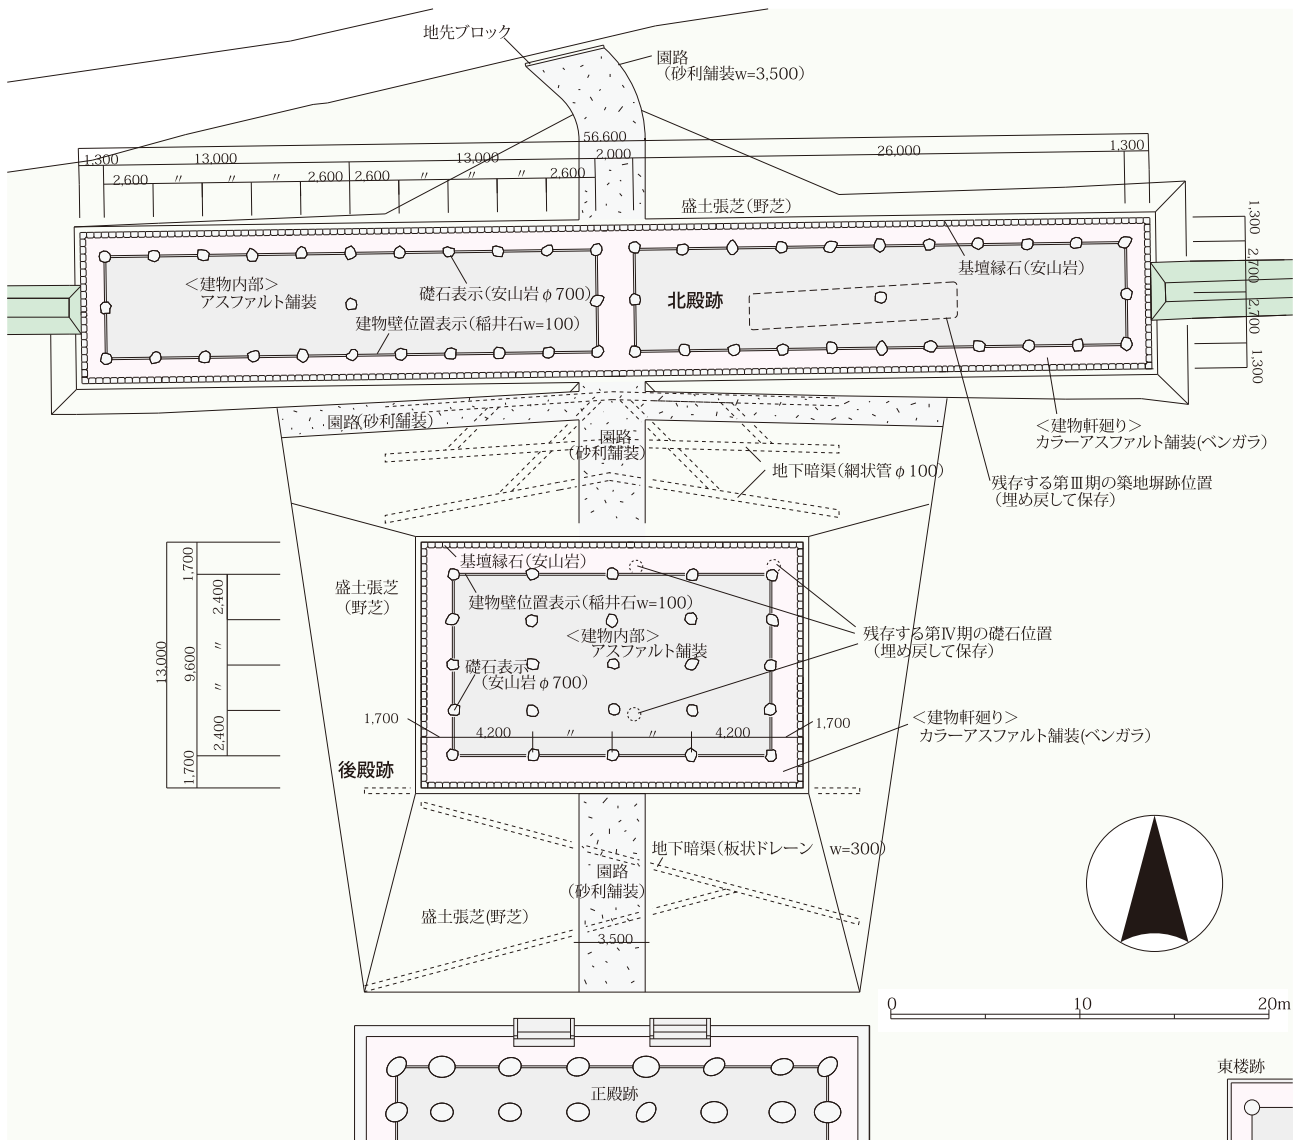 地先ブロック
園路
（砂利舗装w=3,500）
56,600
1,300
13,000
13,000
2,000
26,000
1,300
2,600
〃
〃
〃
2,600
2,600
〃
〃
〃
2,600
盛土張芝（野芝）
1,300
2,700
2,700
1,300
＜建物内部＞
アスファルト舗装
礎石表示（安山岩φ700）
建物壁位置表示（稲井石w=100）
北殿跡
基壇縁石（安山岩）
園路（砂利舗装）
園路
（砂利舗装）
地下暗渠（網状管φ100）
＜建物軒廻り＞
カラーアスファルト舗装（ベンガラ）
残存する第Ⅲ期の築地塀跡位置
（埋め戻して保存）
基壇縁石（安山岩）
盛土張芝
（野芝）
建物壁位置表示（稲井石w=100）
＜建物内部＞
アスファルト舗装
礎石表示
（安山岩φ700）
残存する第Ⅳ期の礎石位置
（埋め戻して保存）
13,000
1,700
9,600
1,700
2,400
〃
〃
2,400
1,700
4,200
〃
〃
4,200
1,700
＜建物軒廻り＞
カラーアスファルト舗装（ベンガラ）
後殿跡
地下暗渠（板状ドレーン　w=300）
園路
（砂利舗装）
盛土張芝（野芝）
3,500
0
10
20m
正殿跡
東楼跡